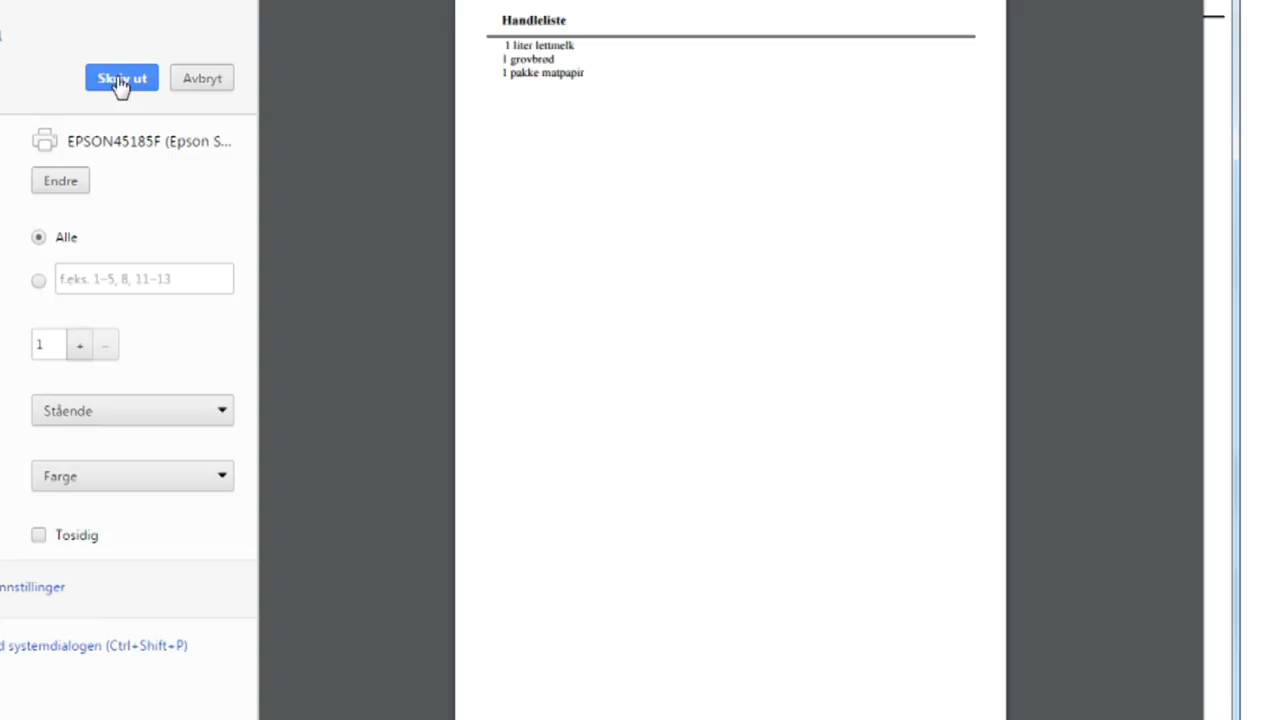 Handleliste
1 liter lettmelk
1 grovbrød
1 pakke matpapir
Skriv ut
Avbryt
EPSON45185F (Epson S...
Endre
Alle
f.eks. 1–5, 8, 11–13
1
+
–
Stående
Farge
Tosidig
nnstillinger
d systemdialogen (Ctrl+Shift+P)